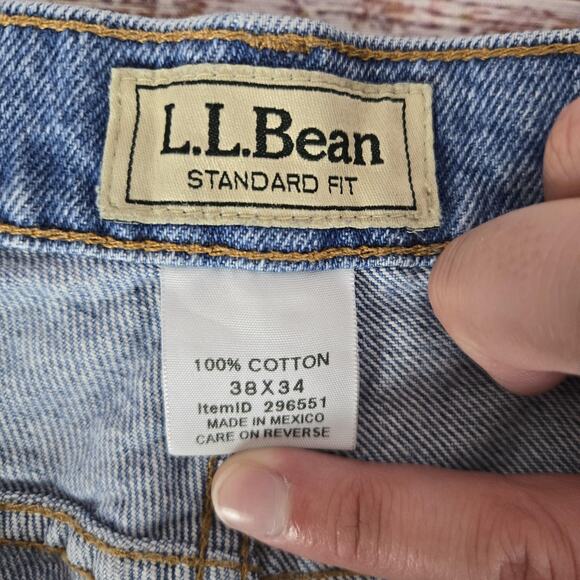 L.L.Bean
STANDARD FIT
100% COTTON
38X34
ItemID 296551
MADE IN MEXICO
CARE ON REVERSE